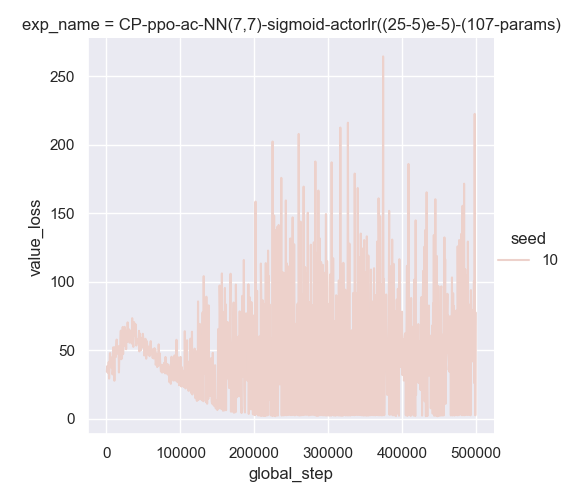 exp_name = CP-ppo-ac-NN(7,7)-sigmoid-actorlr((25-5)e-5)-(107-params)
250
200
150
100
50
0
value_loss
0 100000 200000 300000 400000 500000
global_step
seed
10